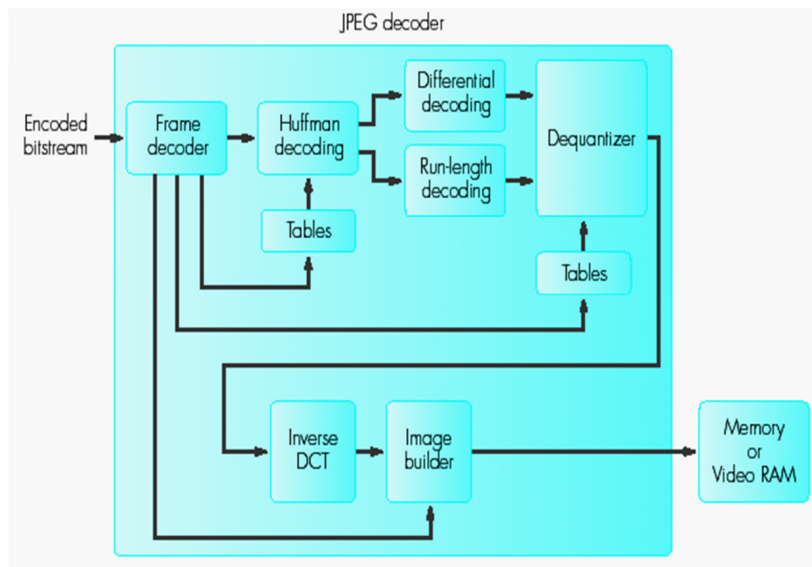 JPEG decoder
Encoded
bitstream
Frame
decoder
Huffman
decoding
Differential
decoding
Run-length
decoding
Dequantizer
Tables
Tables
Inverse
DCT
Image
builder
Memory
or
Video RAM